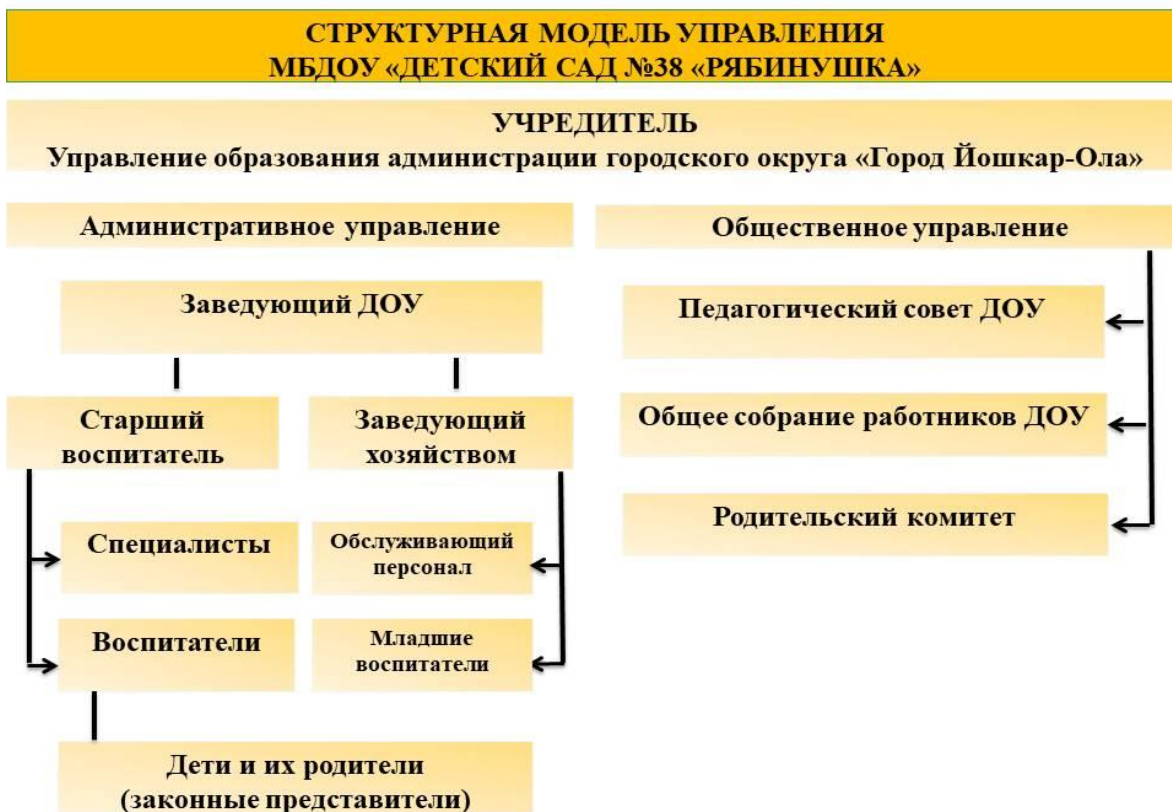 СТРУКТУРНАЯ МОДЕЛЬ УПРАВЛЕНИЯ
МБДОУ «ДЕТСКИЙ САД №38 «РЯБИНУШКА»
УЧРЕДИТЕЛЬ
Управление образования администрации городского округа «Город Йошкар-Ола»
Административное управление
Заведующий ДОУ
Старший
воспитатель
Заведующий
хозяйством
Специалисты
Обслуживающий
персонал
Воспитатели
Младшие
воспитатели
Дети и их родители
(законные представители)
Общественное управление
Педагогический совет ДОУ
Общее собрание работников ДОУ
Родительский комитет